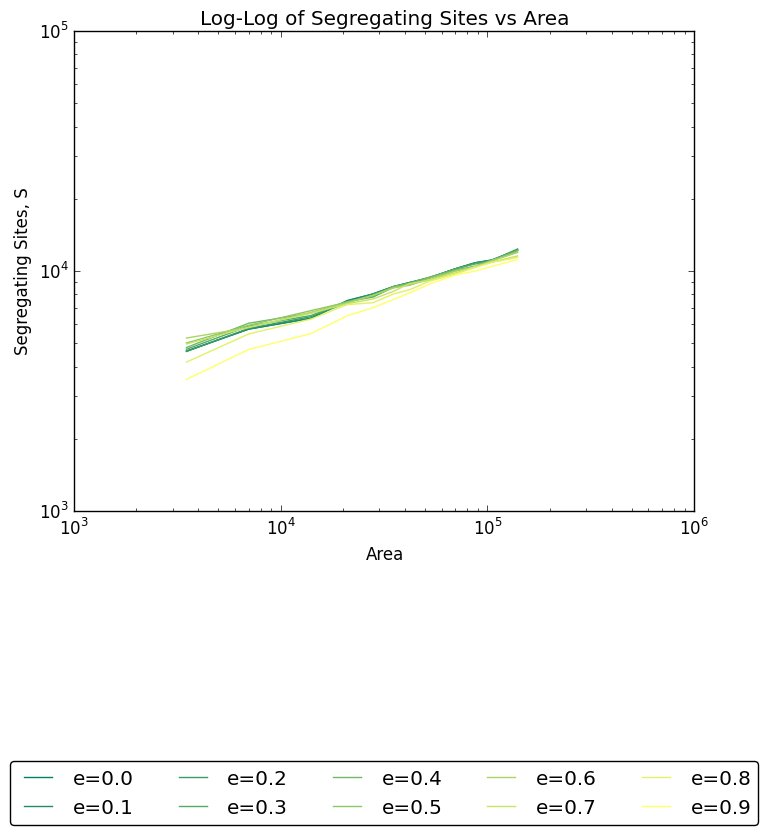 Log-Log of Segregating Sites vs Area
10^5
10^4
10^3
Segregating Sites, S
10^3 10^4 10^5 10^6
Area
e=0.0 e=0.2 e=0.4 e=0.6 e=0.8
e=0.1 e=0.3 e=0.5 e=0.7 e=0.9